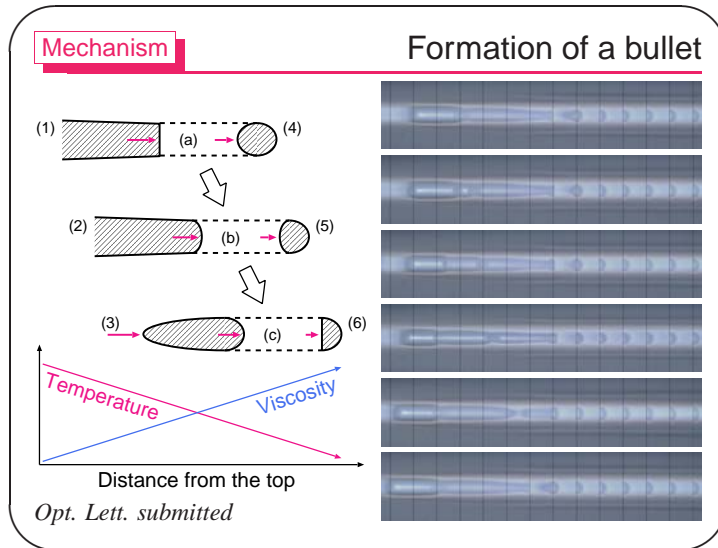 Mechanism
Formation of a bullet
(1)
(a)
(4)
(2)
(b)
(5)
(3)
(c)
(6)
Temperature
Viscosity
Distance from the top
Opt. Lett. submitted